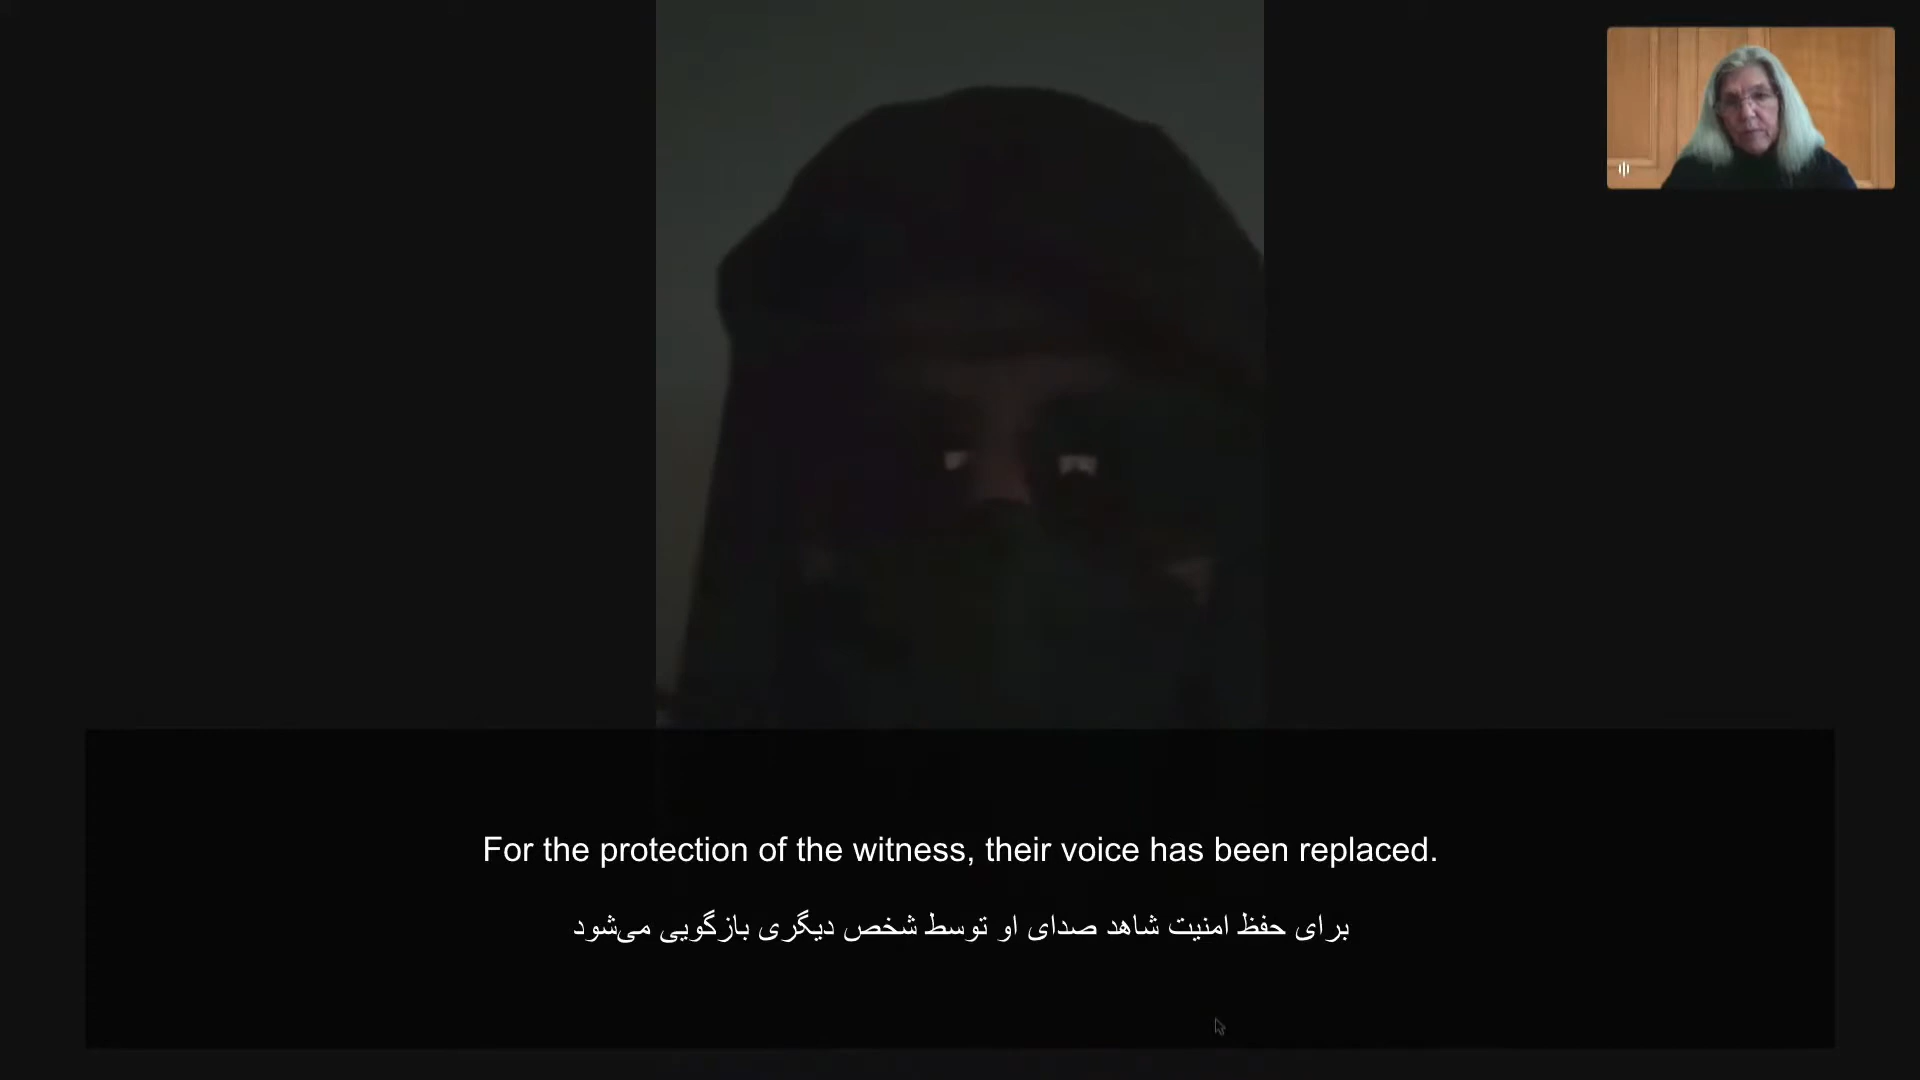 For the protection of the witness, their voice has been replaced.
برای حفظ امنیت شاهد صدای او توسط شخص دیگری بازگویی می‌شود